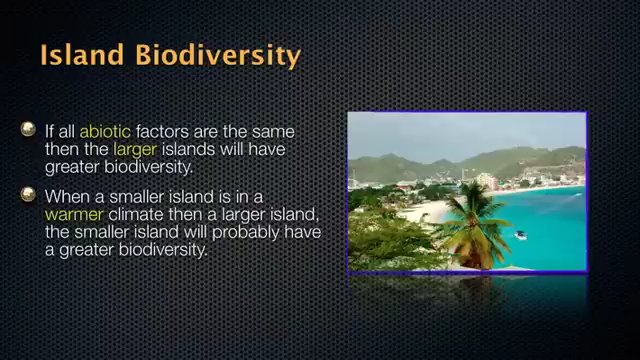 Island Biodiversity
If all abiotic factors are the same
then the larger islands will have
greater biodiversity.
When a smaller island is in a
warmer climate then a larger island,
the smaller island will probably have
a greater biodiversity.